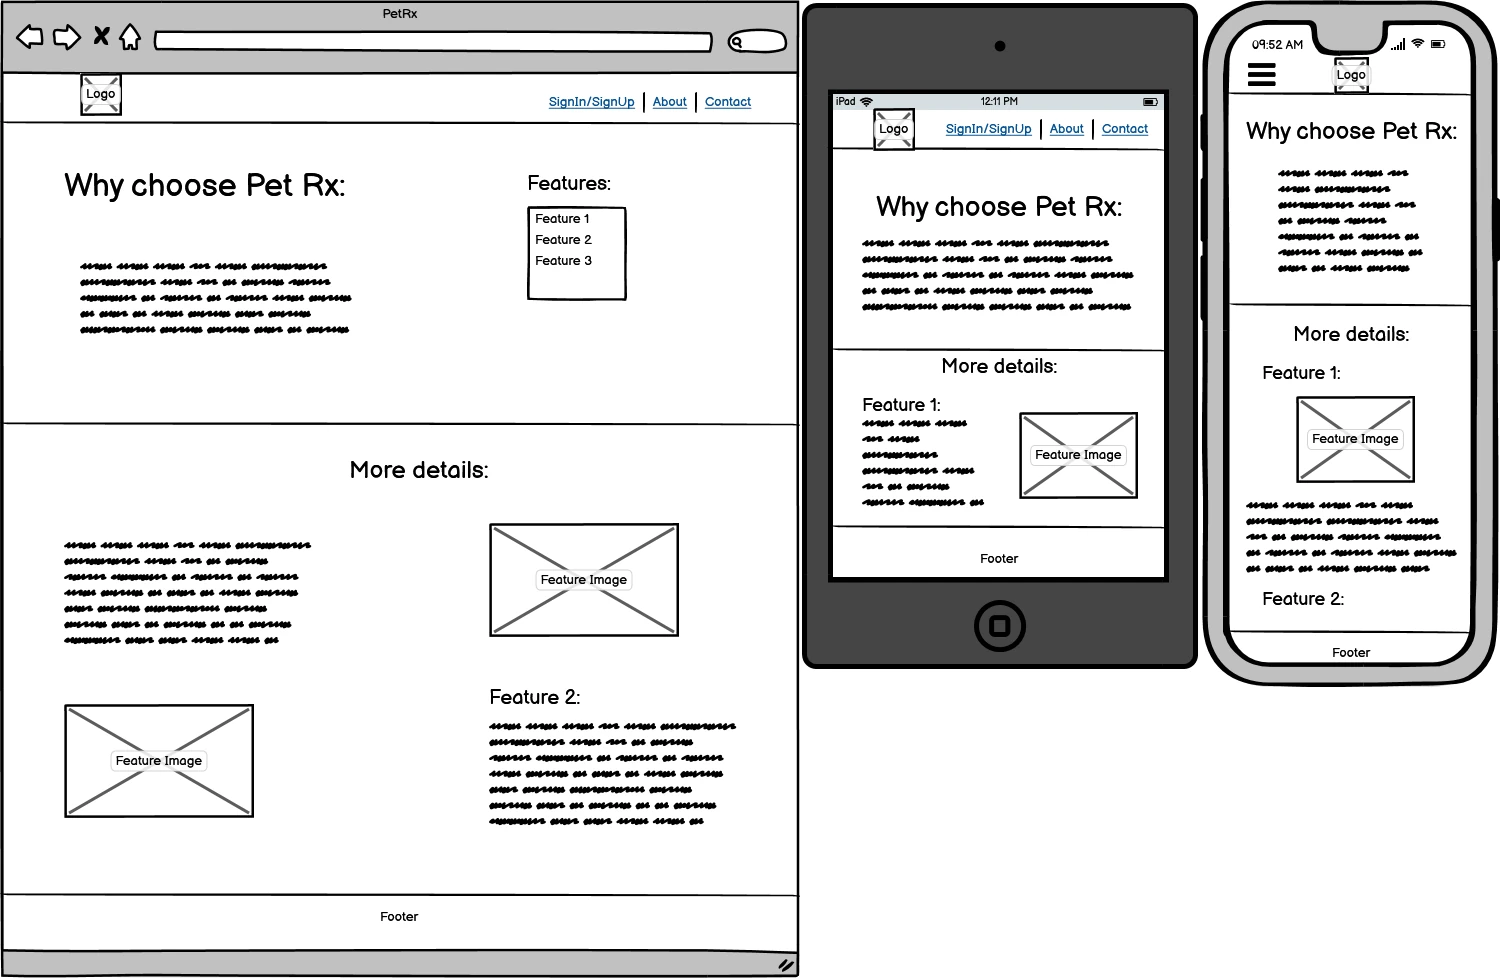 PetRx
Logo
SignIn/SignUp
About
Contact
Why choose Pet Rx:
Features:
Feature 1
Feature 2
Feature 3
More details:
Feature Image
Feature Image
Feature 2:
Footer
iPad
12:11 PM
Logo
SignIn/SignUp
About
Contact
Why choose Pet Rx:
More details:
Feature 1:
Feature Image
Footer
09:52 AM
Logo
Why choose Pet Rx:
More details:
Feature 1:
Feature Image
Feature 2:
Footer